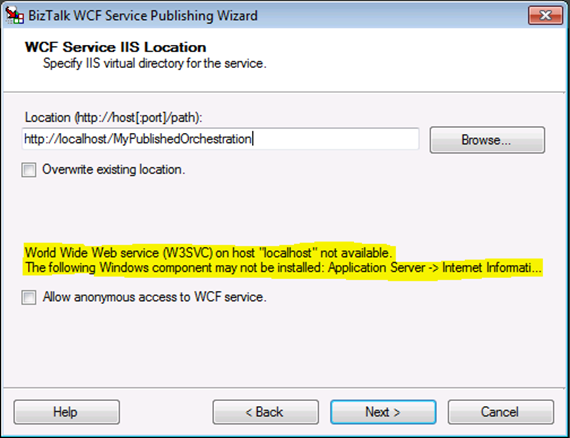 BizTalk WCF Service Publishing Wizard
WCF Service IIS Location
Specify IIS virtual directory for the service.
Location (http://host[:port]/path):
http://localhost/MyPublishedOrchestration
Browse...
Overwrite existing location.
World Wide Web service (W3SVC) on host "localhost" not available.
The following Windows component may not be installed: Application Server -> Internet Informati...
Allow anonymous access to WCF service.
Help
< Back
Next >
Cancel